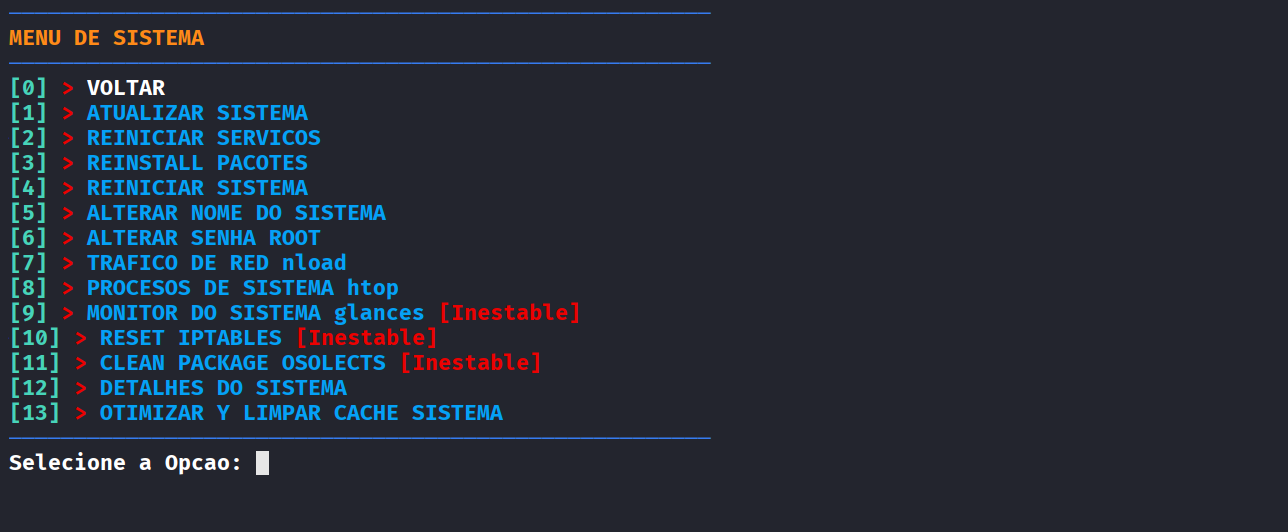 MENU DE SISTEMA
[0] > VOLTAR
[1] > ATUALIZAR SISTEMA
[2] > REINICIAR SERVICOS
[3] > REINSTALL PACOTES
[4] > REINICIAR SISTEMA
[5] > ALTERAR NOME DO SISTEMA
[6] > ALTERAR SENHA ROOT
[7] > TRAFICO DE RED nload
[8] > PROCESOS DE SISTEMA htop
[9] > MONITOR DO SISTEMA glances [Inestable]
[10] > RESET IPTABLES [Inestable]
[11] > CLEAN PACKAGE OSOLECTS [Inestable]
[12] > DETALHES DO SISTEMA
[13] > OTIMIZAR Y LIMPAR CACHE SISTEMA
Selecione a Opcao: